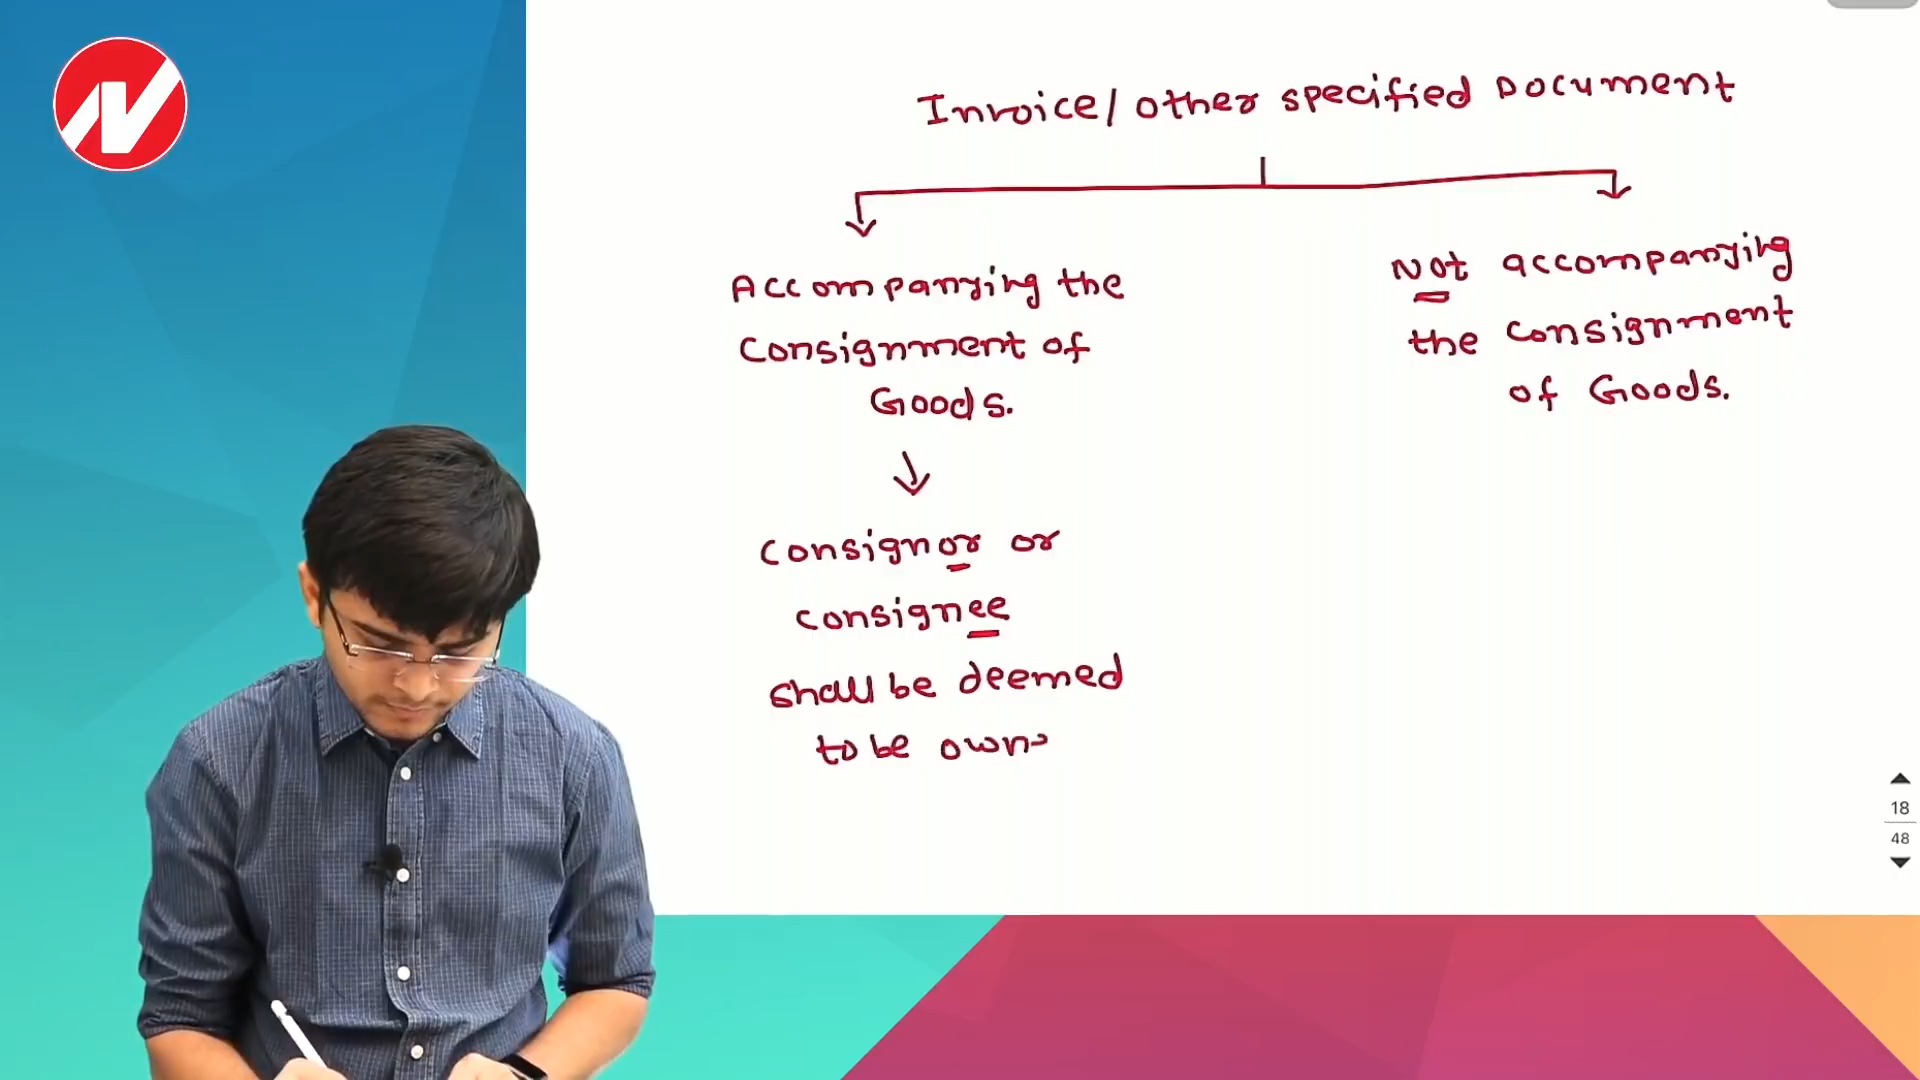 Invoice/ other specified Document
Accompanying the
Consignment of
Goods.
Not accompanying
the consignment
of Goods.
consignor or
consignee
shall be deemed
to be own
18
48